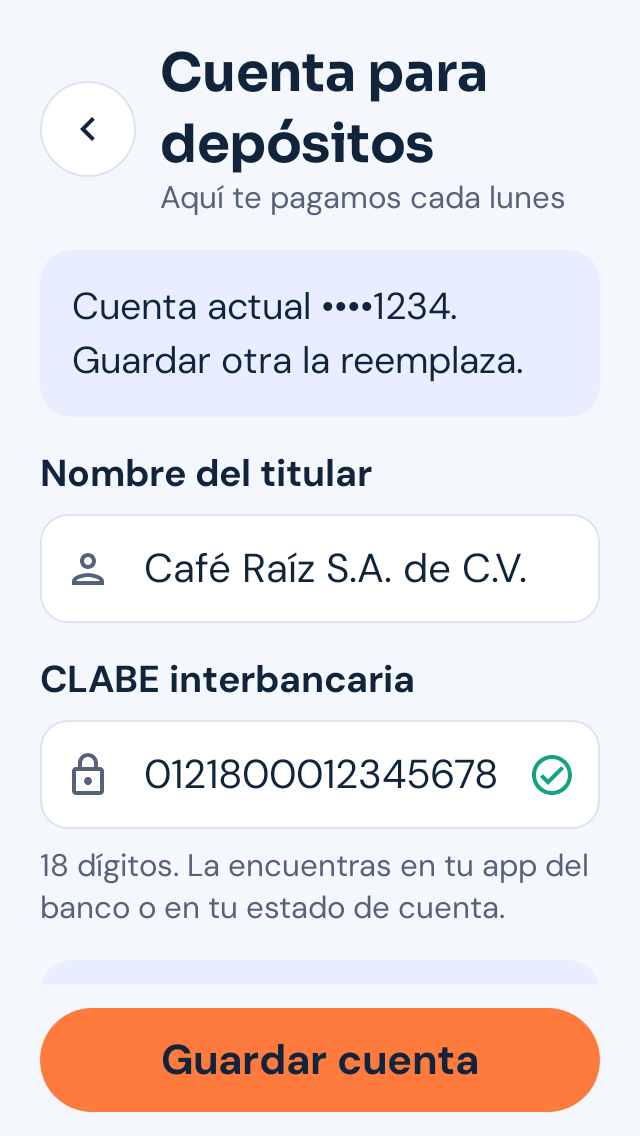 Cuenta para
depósitos
Aquí te pagamos cada lunes
Cuenta actual ••••1234.
Guardar otra la reemplaza.
Nombre del titular
Café Raíz S.A. de C.V.
CLABE interbancaria
0121800012345678
18 dígitos. La encuentras en tu app del
banco o en tu estado de cuenta.
Guardar cuenta